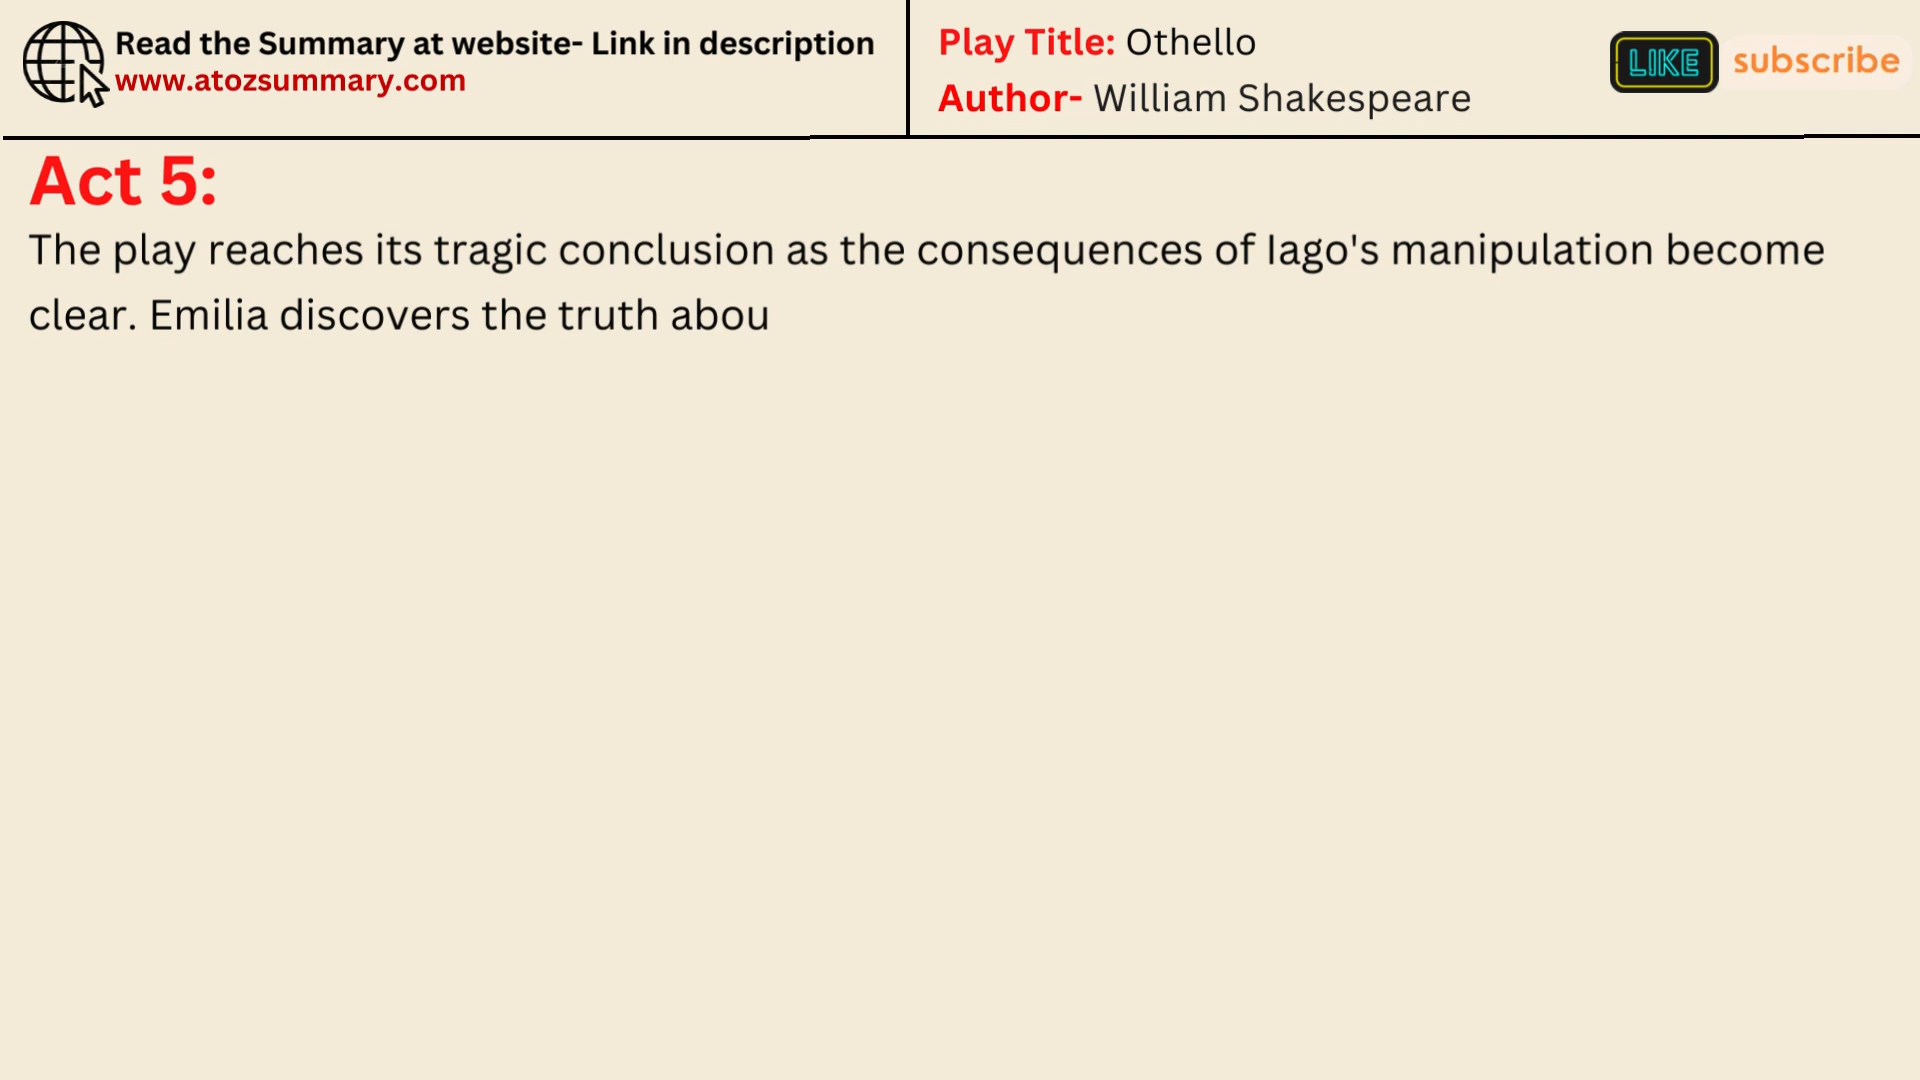 Read the Summary at website- Link in description
www.atozsummary.com
Play Title: Othello
Author- William Shakespeare
LIKE
subscribe
Act 5:
The play reaches its tragic conclusion as the consequences of Iago's manipulation become
clear. Emilia discovers the truth abou